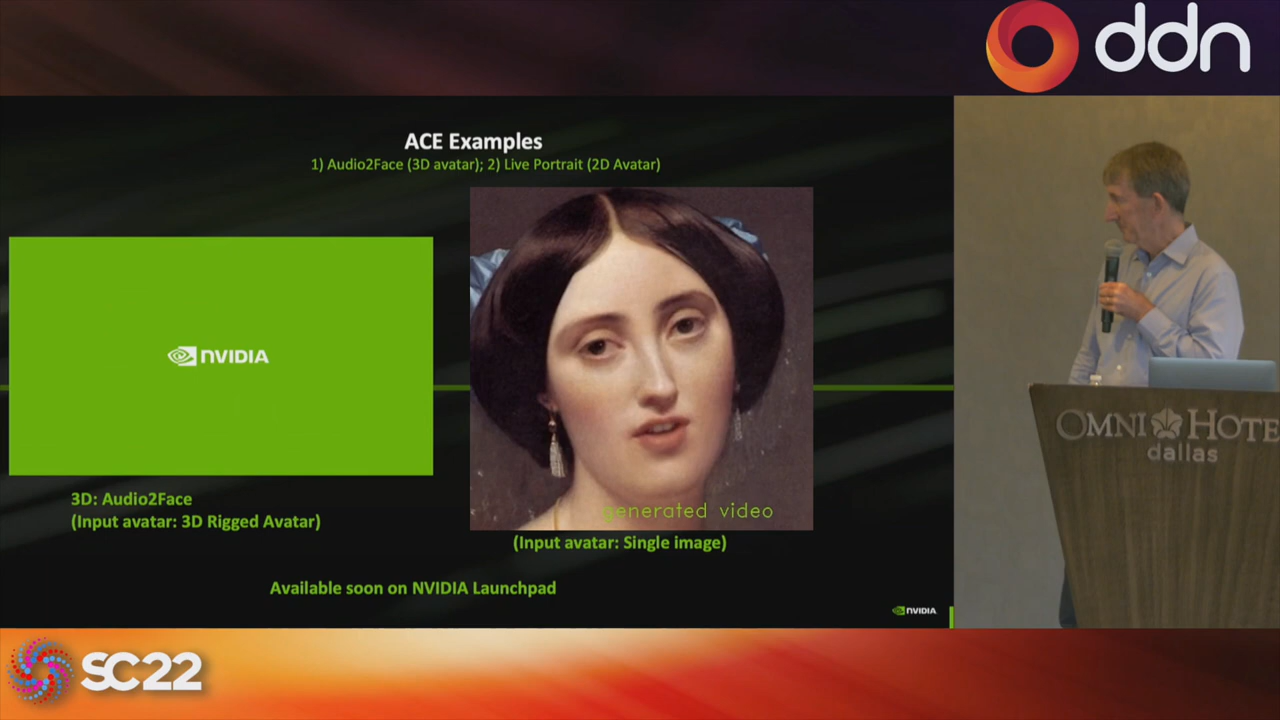 ddn
ACE Examples
1) Audio2Face (3D avatar); 2) Live Portrait (2D Avatar)
NVIDIA
generated video
3D: Audio2Face
(Input avatar: 3D Rigged Avatar)
(Input avatar: Single image)
Available soon on NVIDIA Launchpad
NVIDIA
OMNI HOTE
dallas
SC22